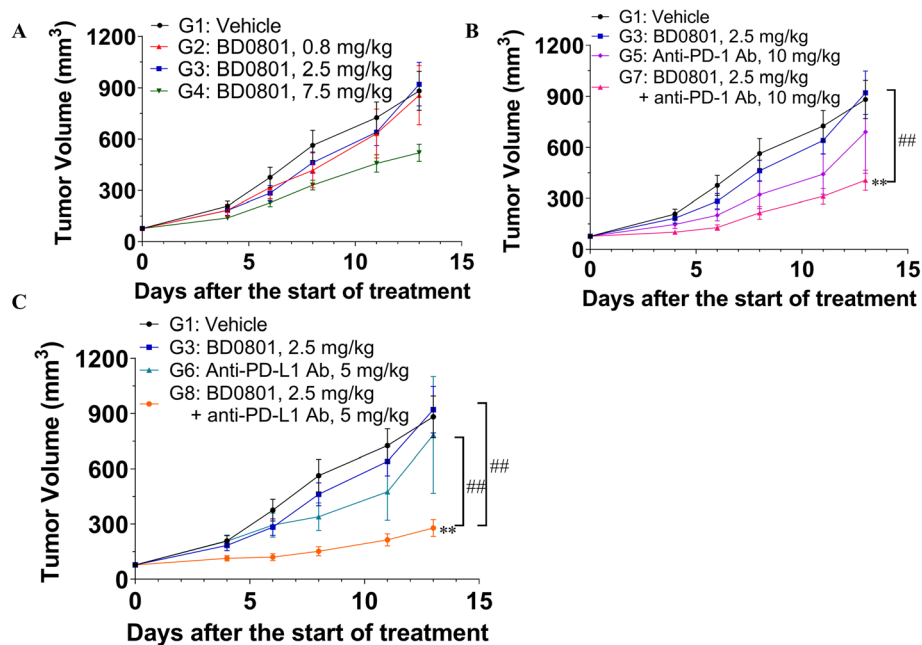 A
G1: Vehicle
G2: BD0801, 0.8 mg/kg
G3: BD0801, 2.5 mg/kg
G4: BD0801, 7.5 mg/kg
Tumor Volume (mm³)
1200
900
600
300
0
0 5 10 15
Days after the start of treatment
B
G1: Vehicle
G3: BD0801, 2.5 mg/kg
G5: Anti-PD-1 Ab, 10 mg/kg
G7: BD0801, 2.5 mg/kg
+ anti-PD-1 Ab, 10 mg/kg
Tumor Volume (mm³)
1200
900
600
300
0
##
**
0 5 10 15
Days after the start of treatment
C
G1: Vehicle
G3: BD0801, 2.5 mg/kg
G6: Anti-PD-L1 Ab, 5 mg/kg
G8: BD0801, 2.5 mg/kg
+ anti-PD-L1 Ab, 5 mg/kg
Tumor Volume (mm³)
1200
900
600
300
0
##
##
**
0 5 10 15
Days after the start of treatment